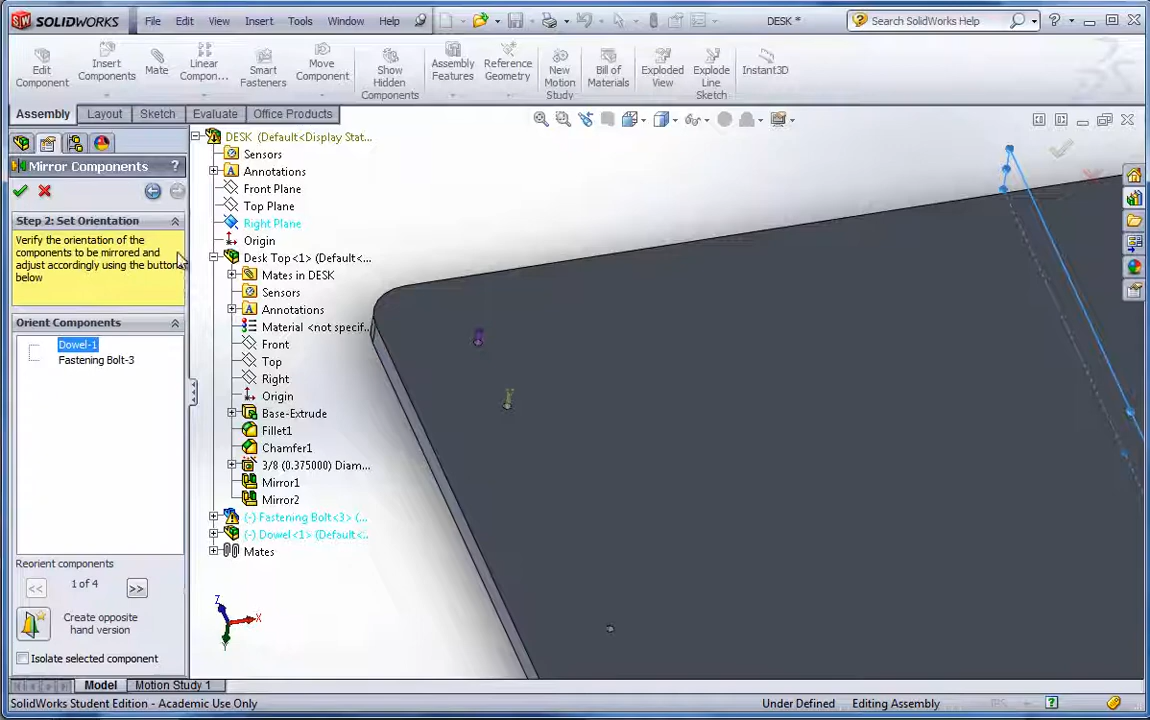 SW SOLIDWORKS File Edit View Insert Tools Window Help DESK * Search SolidWorks Help
Edit Component
Insert Components
Mate
Linear Compon...
Smart Fasteners
Move Component
Show Hidden Components
Assembly Features
Reference Geometry
New Motion Study
Bill of Materials
Exploded View
Explode Line Sketch
Instant3D
Assembly Layout Sketch Evaluate Office Products
Mirror Components ?
Step 2: Set Orientation
Verify the orientation of the
components to be mirrored and
adjust accordingly using the button
below
Orient Components
Dowel-1
Fastening Bolt-3
Reorient components
<< 1 of 4 >>
Create opposite
hand version
Isolate selected component
DESK (Default<Display Stat...
Sensors
Annotations
Front Plane
Top Plane
Right Plane
Origin
Desk Top<1> (Default<...
Mates in DESK
Sensors
Annotations
Material <not specif...
Front
Top
Right
Origin
Base-Extrude
Fillet1
Chamfer1
3/8 (0.375000) Diam...
Mirror1
Mirror2
(-) Fastening Bolt<3> (...
(-) Dowel<1> (Default<...
Mates
Z
X
Y
Model Motion Study 1
SolidWorks Student Edition - Academic Use Only Under Defined Editing Assembly